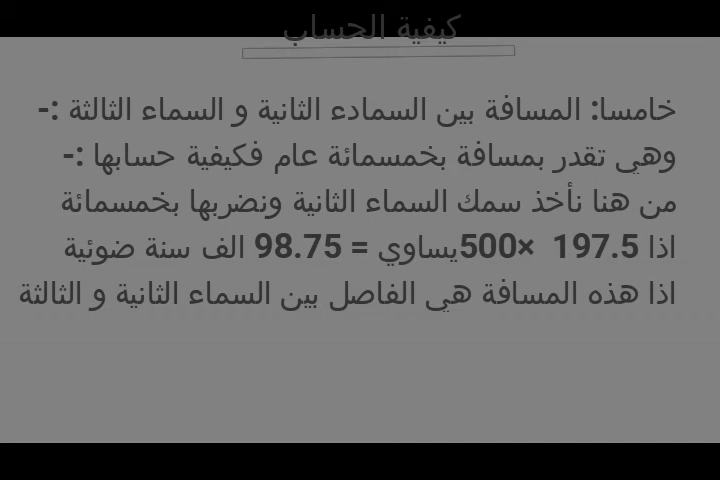 كيفية الحساب
خامسا: المسافة بين السمادء الثانية و السماء الثالثة :-
وهي تقدر بمسافة بخمسمائة عام فكيفية حسابها :-
من هنا نأخذ سمك السماء الثانية ونضربها بخمسمائة
اذا 197.5 ×500يساوي = 98.75 الف سنة ضوئية
اذا هذه المسافة هي الفاصل بين السماء الثانية و الثالثة